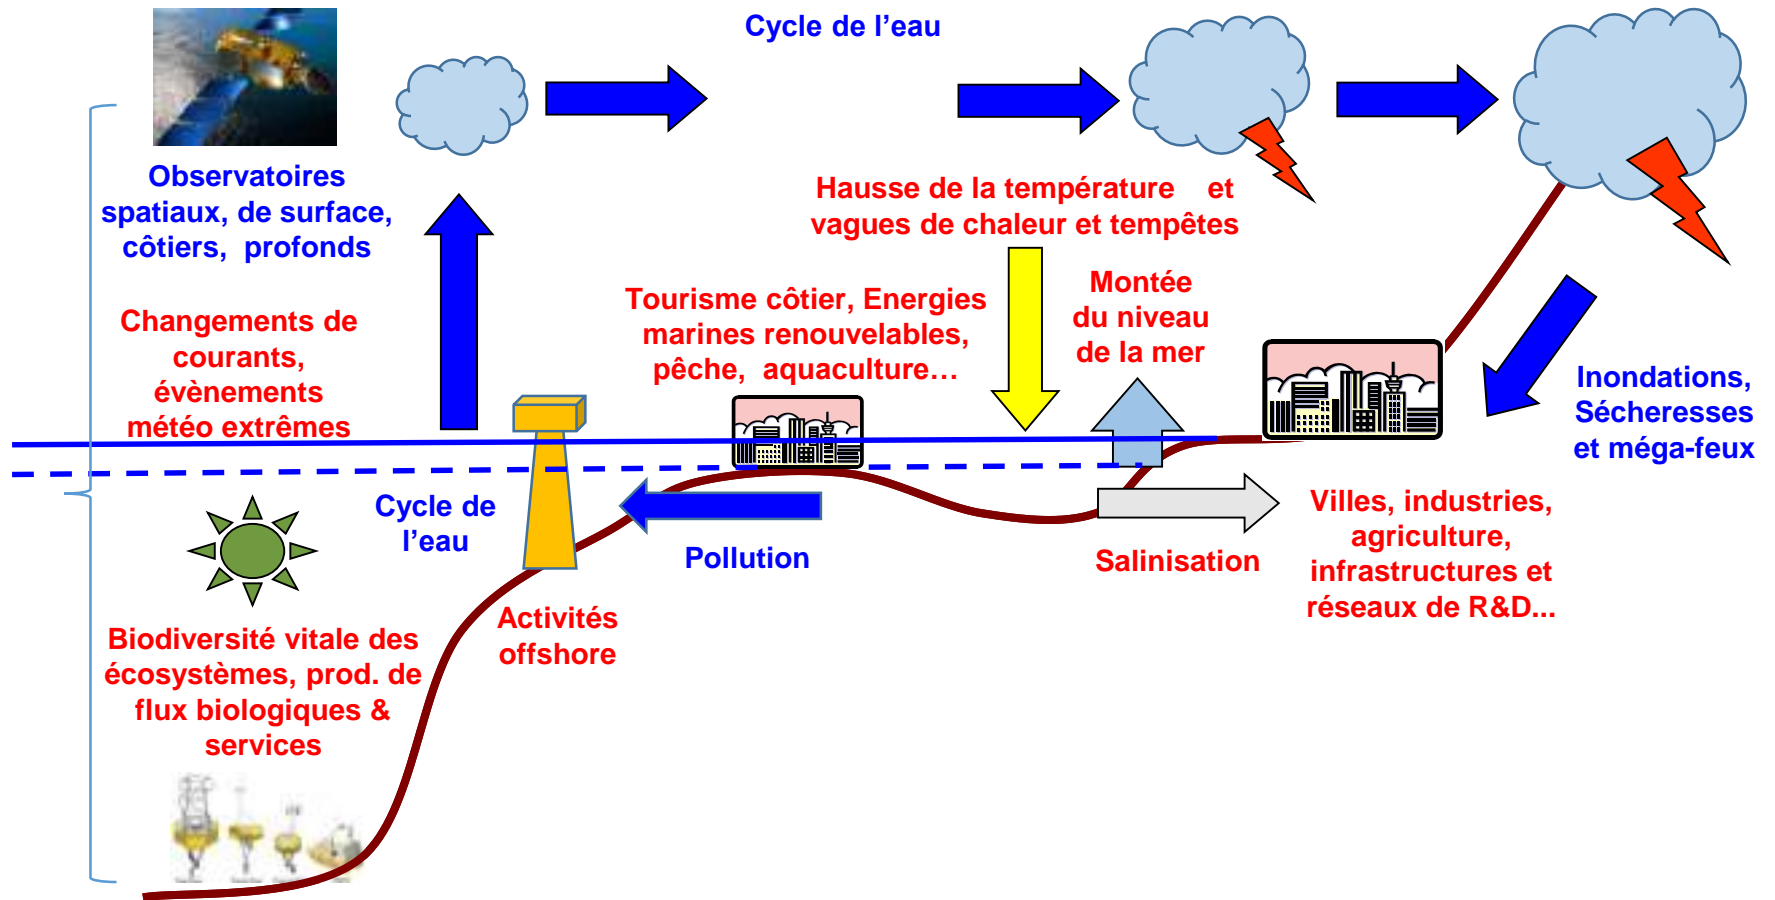 Cycle de l’eau
Observatoires
spatiaux, de surface,
côtiers, profonds
Hausse de la température et
vagues de chaleur et tempêtes
Changements de
courants,
évènements
météo extrêmes
Tourisme côtier, Energies
marines renouvelables,
pêche, aquaculture…
Montée
du niveau
de la mer
Inondations,
Sécheresses
et méga-feux
Cycle de
l’eau
Pollution
Salinisation
Villes, industries,
agriculture,
infrastructures et
réseaux de R&D...
Activités
offshore
Biodiversité vitale des
écosystèmes, prod. de
flux biologiques &
services